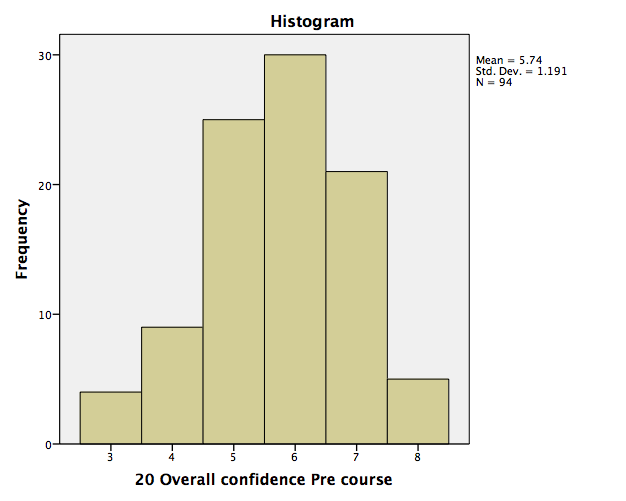 Histogram
Mean = 5.74
Std. Dev. = 1.191
N = 94
30
20
10
0
Frequency
3 4 5 6 7 8
20 Overall confidence Pre course